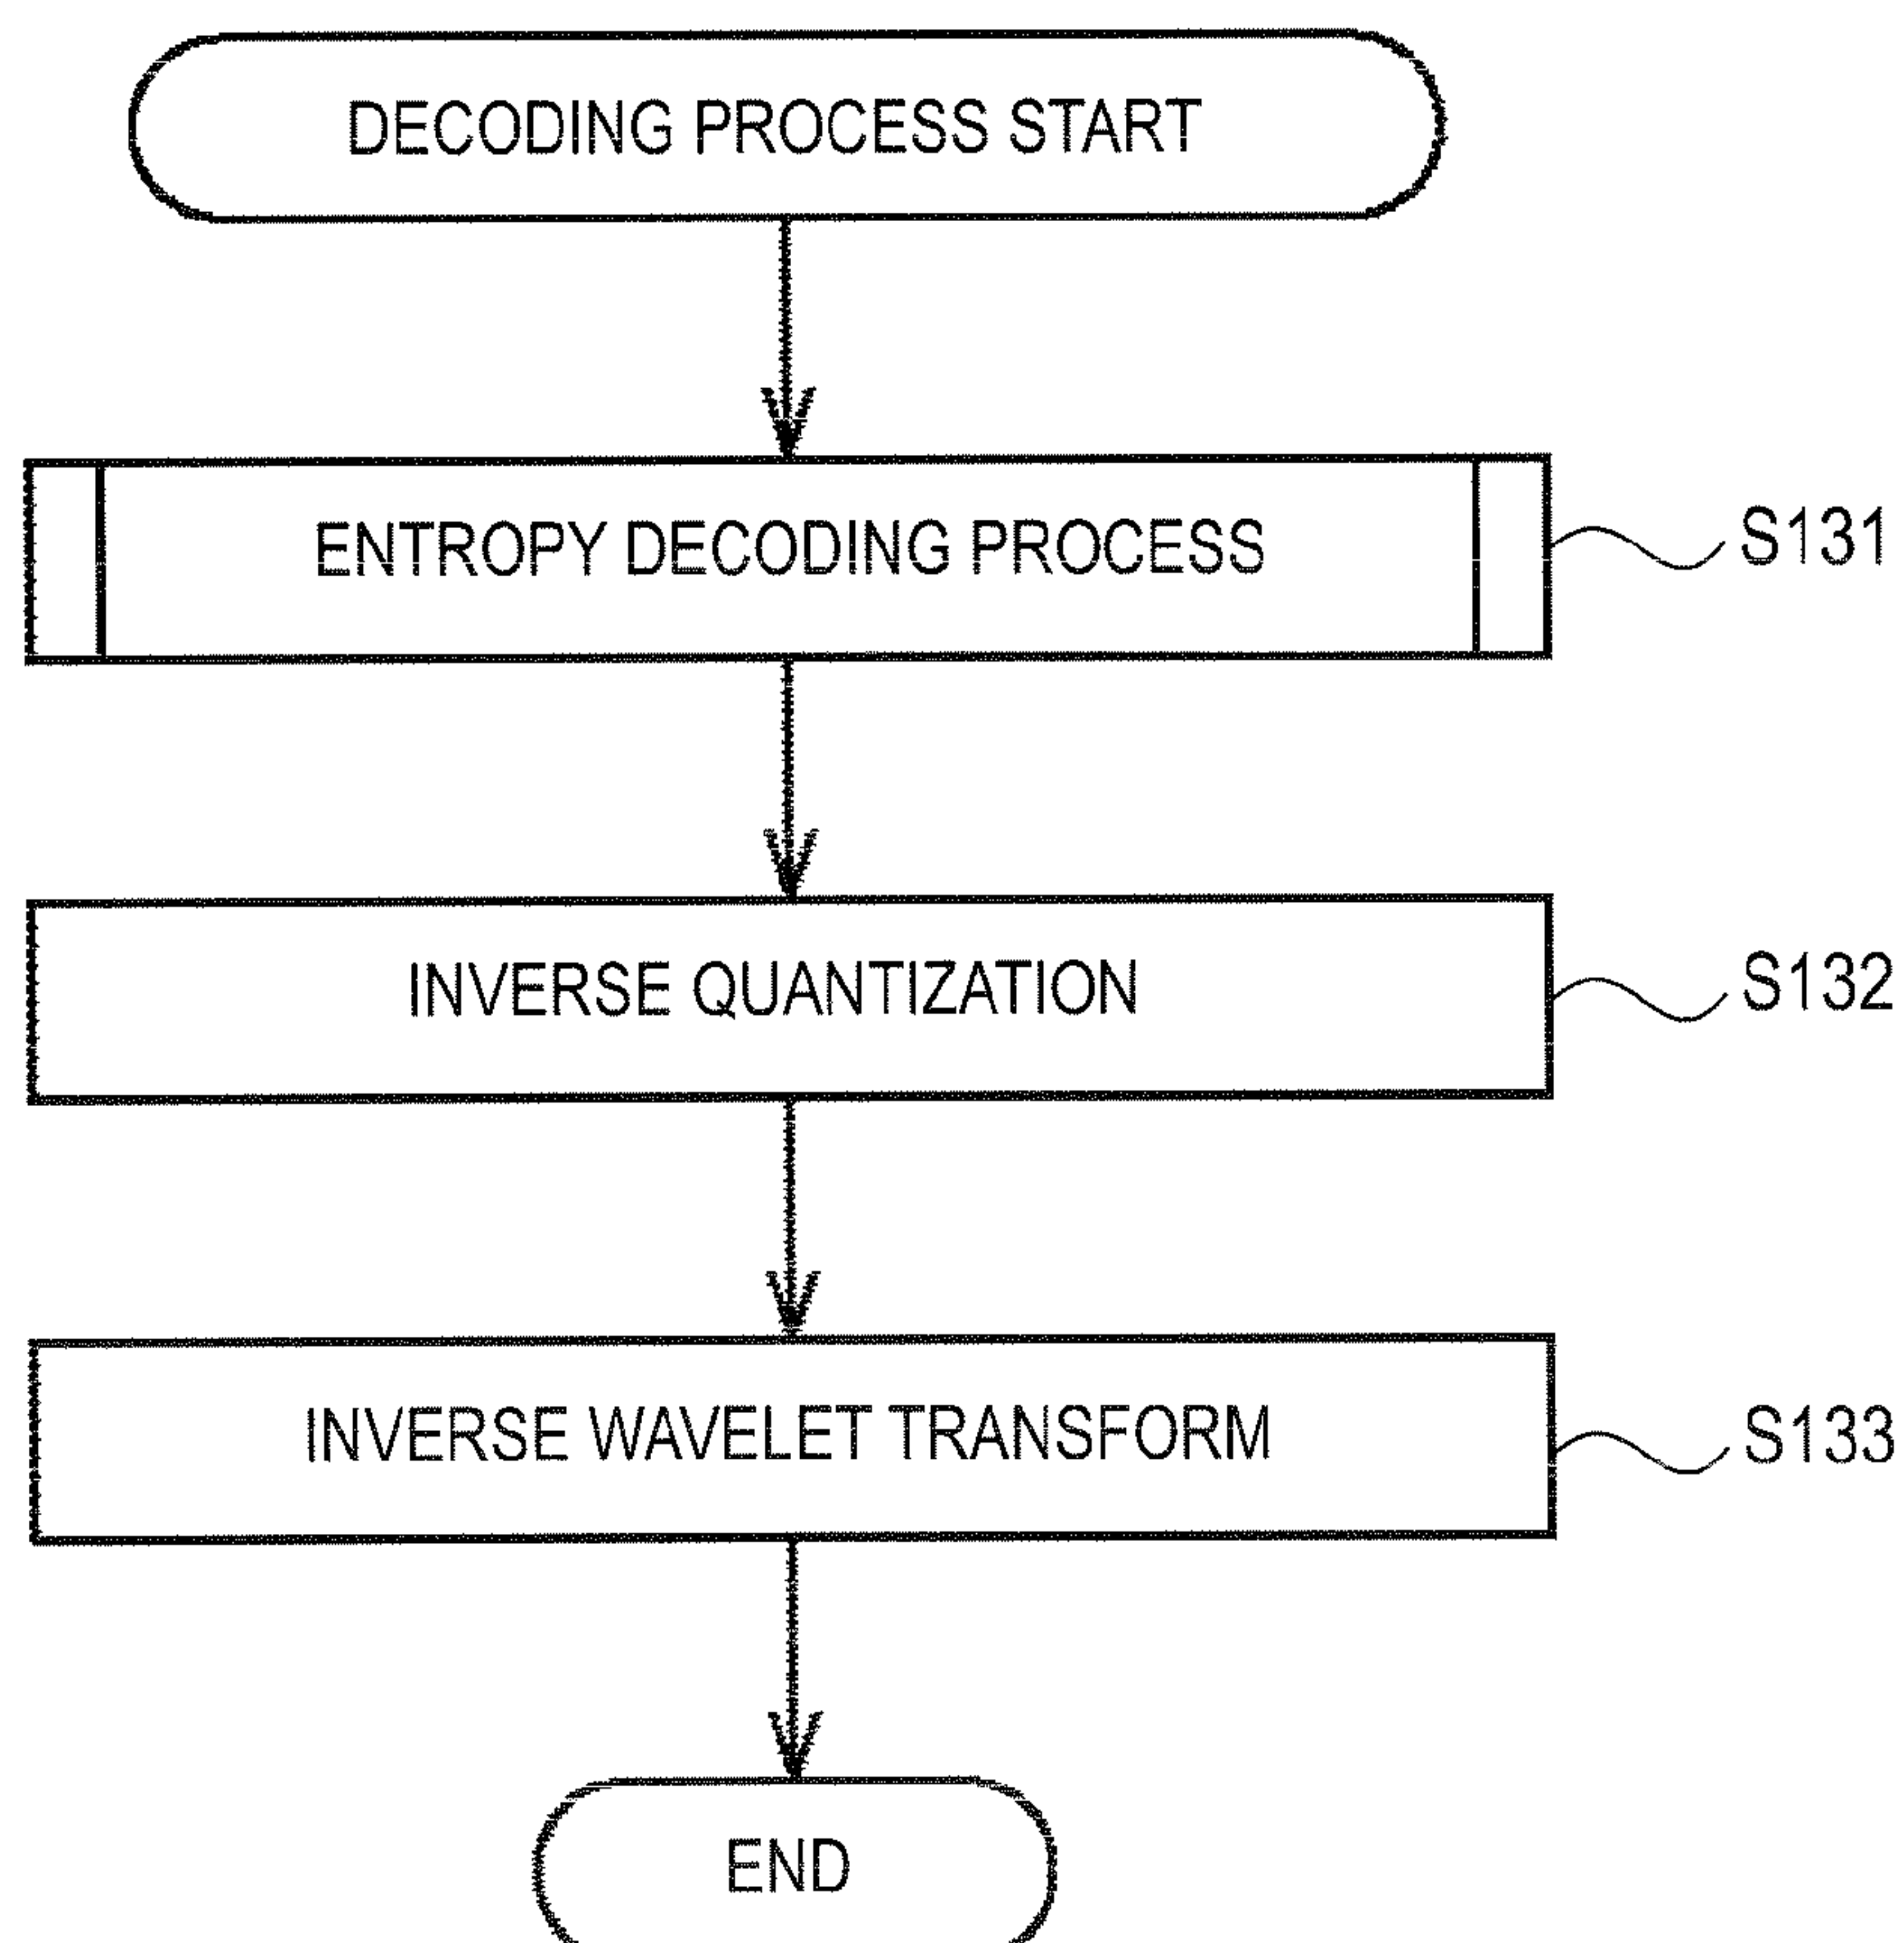 DECODING PROCESS START
ENTROPY DECODING PROCESS
S131
INVERSE QUANTIZATION
S132
INVERSE WAVELET TRANSFORM
S133
END